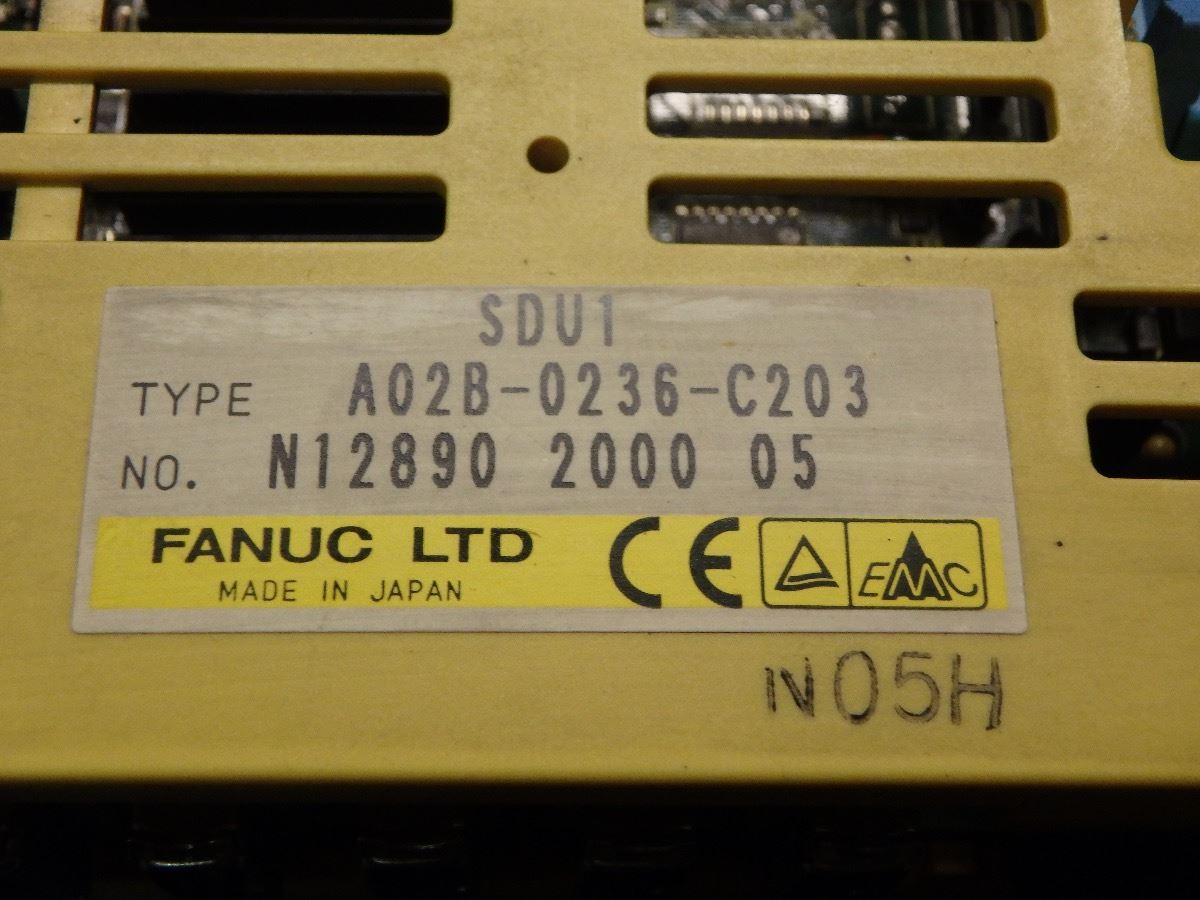 SDU1
TYPE A02B-0236-C203
NO. N12890 2000 05
FANUC LTD CE EMC
MADE IN JAPAN
N05H